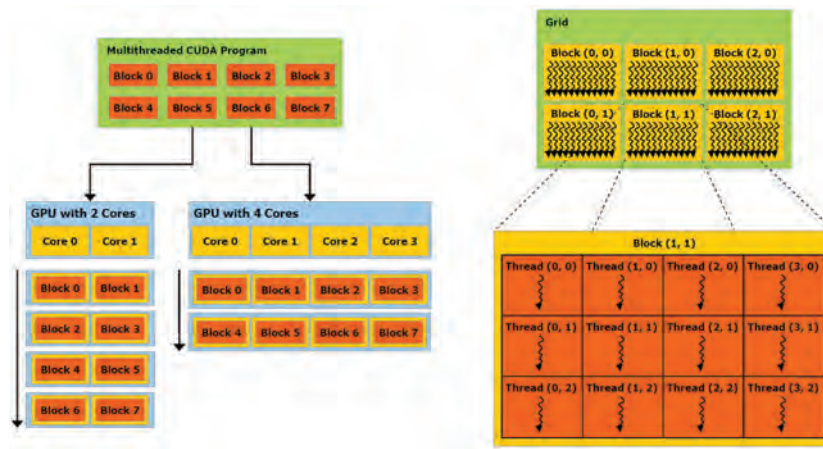 Multithreaded CUDA Program
Block 0 Block 1 Block 2 Block 3
Block 4 Block 5 Block 6 Block 7
GPU with 2 Cores
Core 0 Core 1
Block 0 Block 1
Block 2 Block 3
Block 4 Block 5
Block 6 Block 7
GPU with 4 Cores
Core 0 Core 1 Core 2 Core 3
Block 0 Block 1 Block 2 Block 3
Block 4 Block 5 Block 6 Block 7
Grid
Block (0, 0) Block (1, 0) Block (2, 0)
Block (0, 1) Block (1, 1) Block (2, 1)
Block (1, 1)
Thread (0, 0) Thread (1, 0) Thread (2, 0) Thread (3, 0)
Thread (0, 1) Thread (1, 1) Thread (2, 1) Thread (3, 1)
Thread (0, 2) Thread (1, 2) Thread (2, 2) Thread (3, 2)